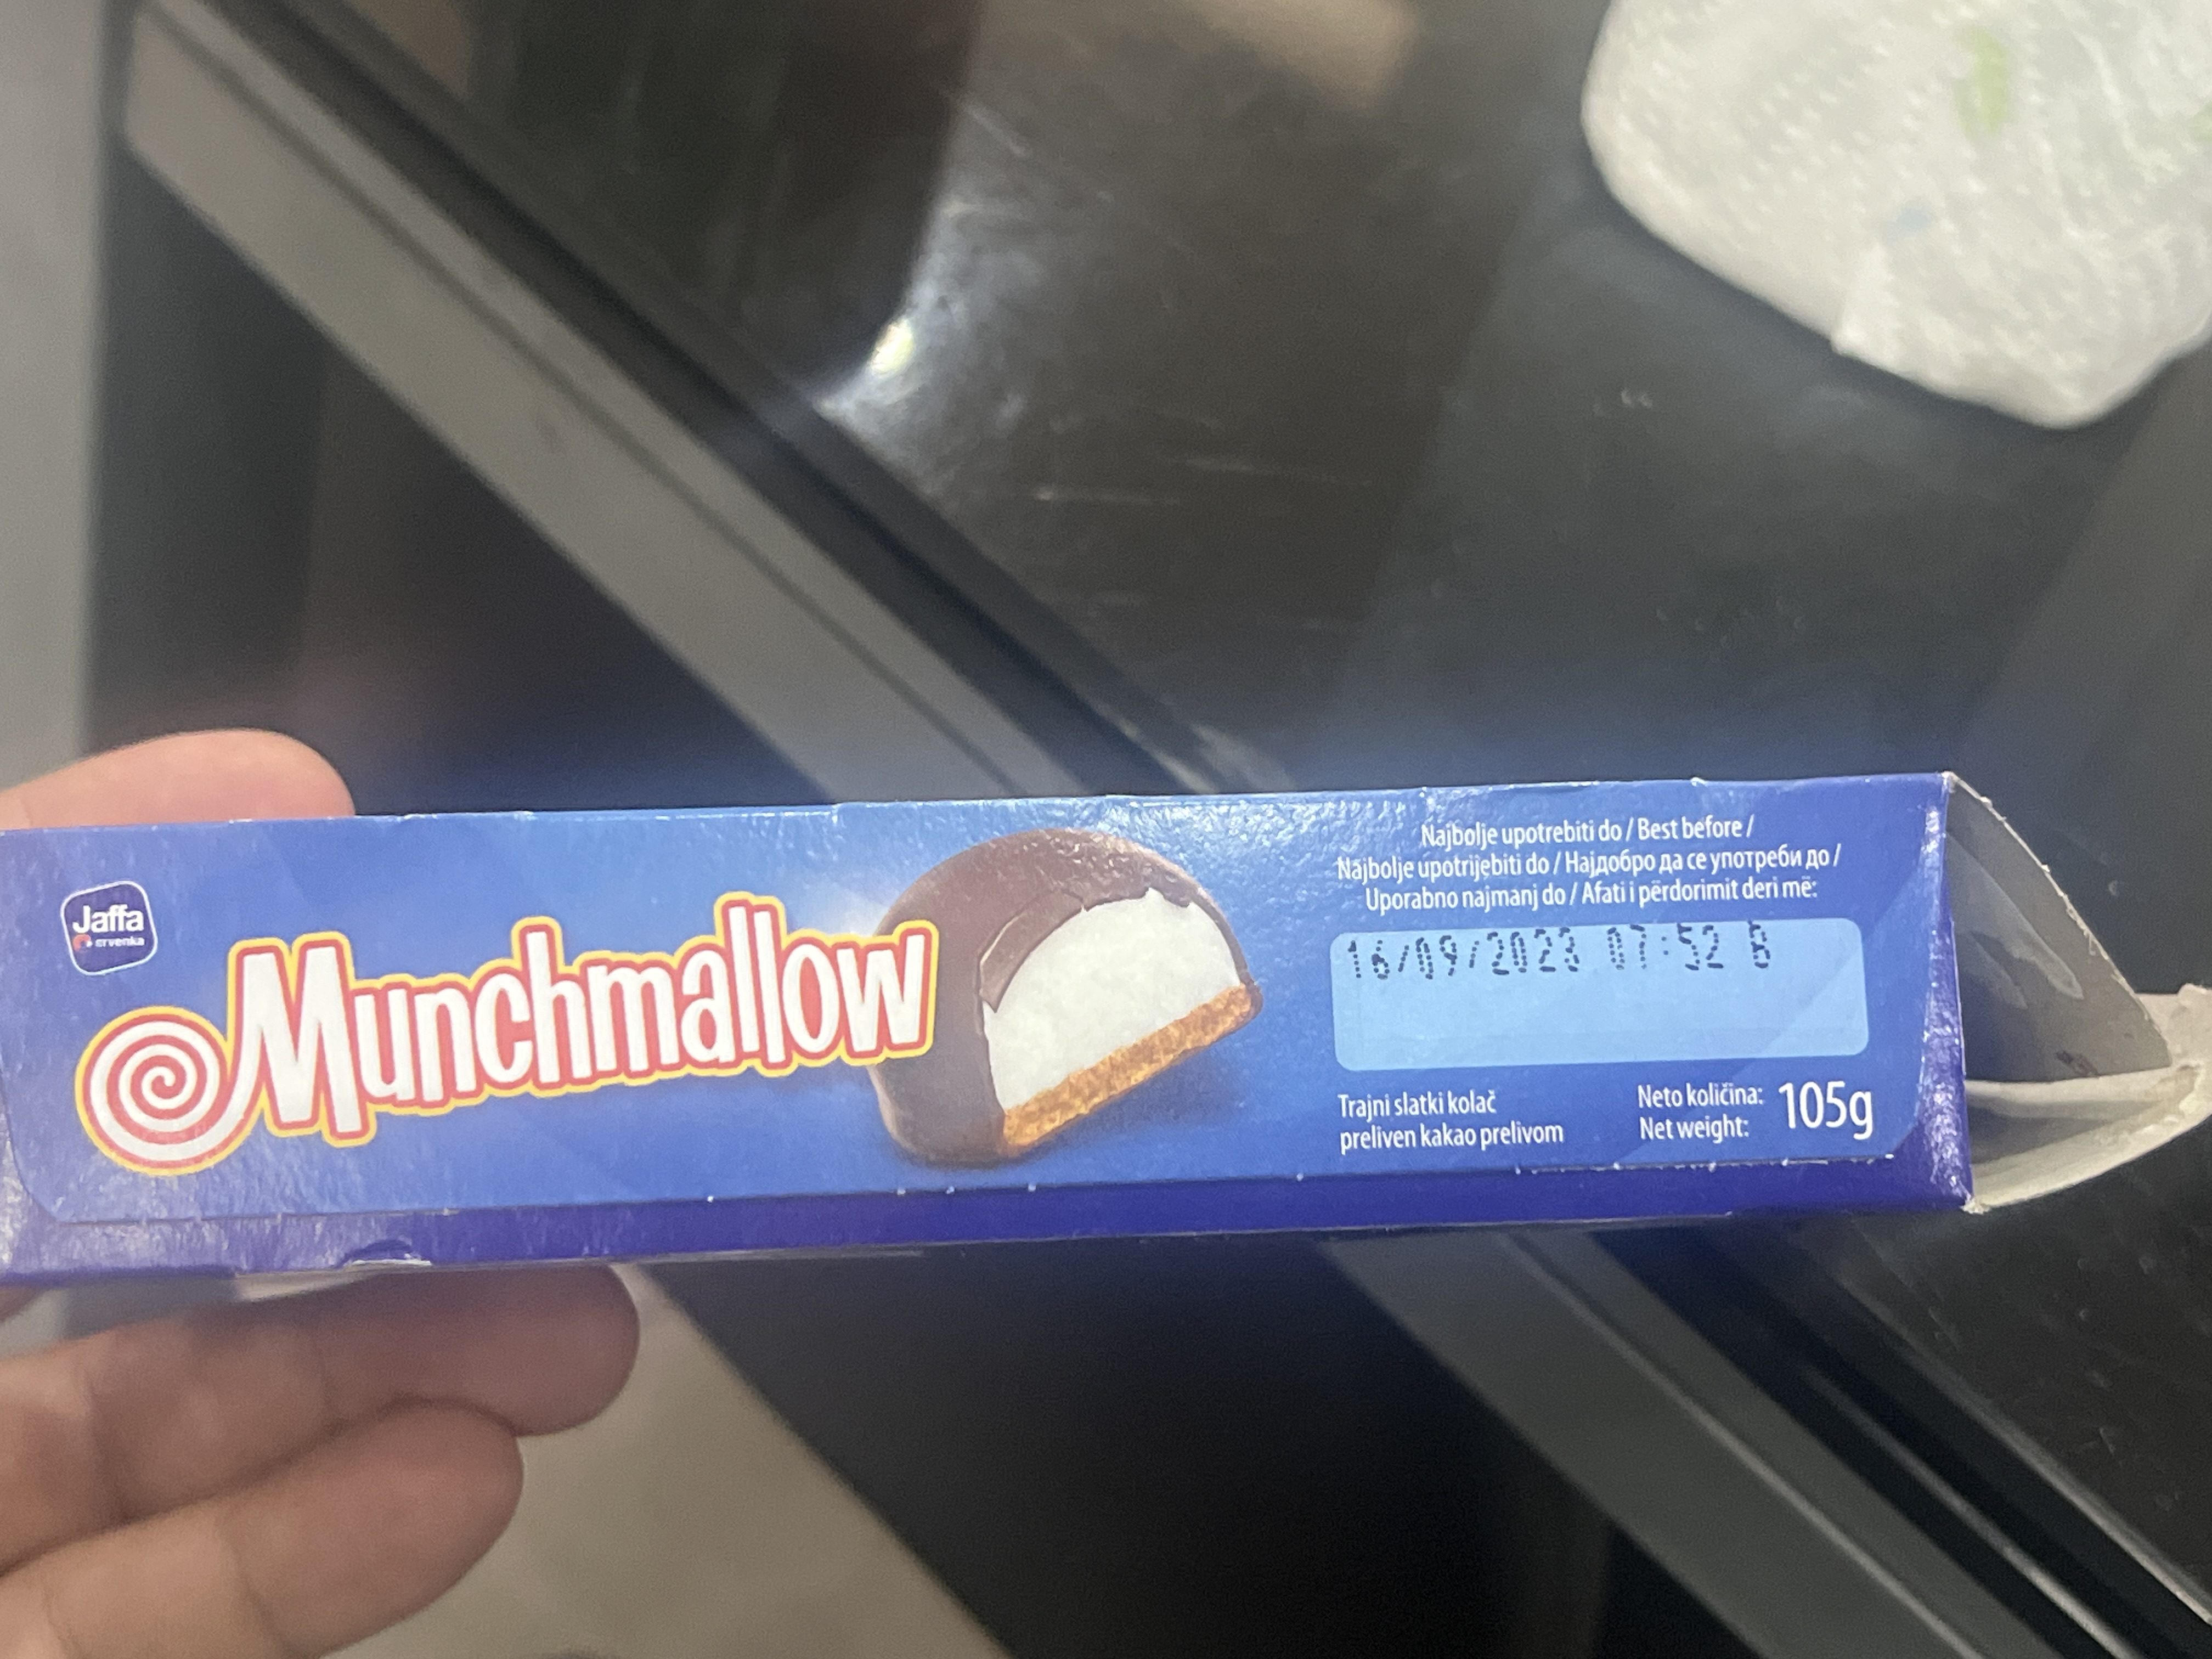 Jaffa
crvenka
Munchmallow
Najbolje upotrebiti do / Best before /
Najbolje upotrijebiti do / Најдобро да се употреби до /
Uporabno najmanj do / Afati i përdorimit deri më:
16/09/2023 07:52 B
Trajni slatki kolač
preliven kakao prelivom
Neto količina:
Net weight:
105g